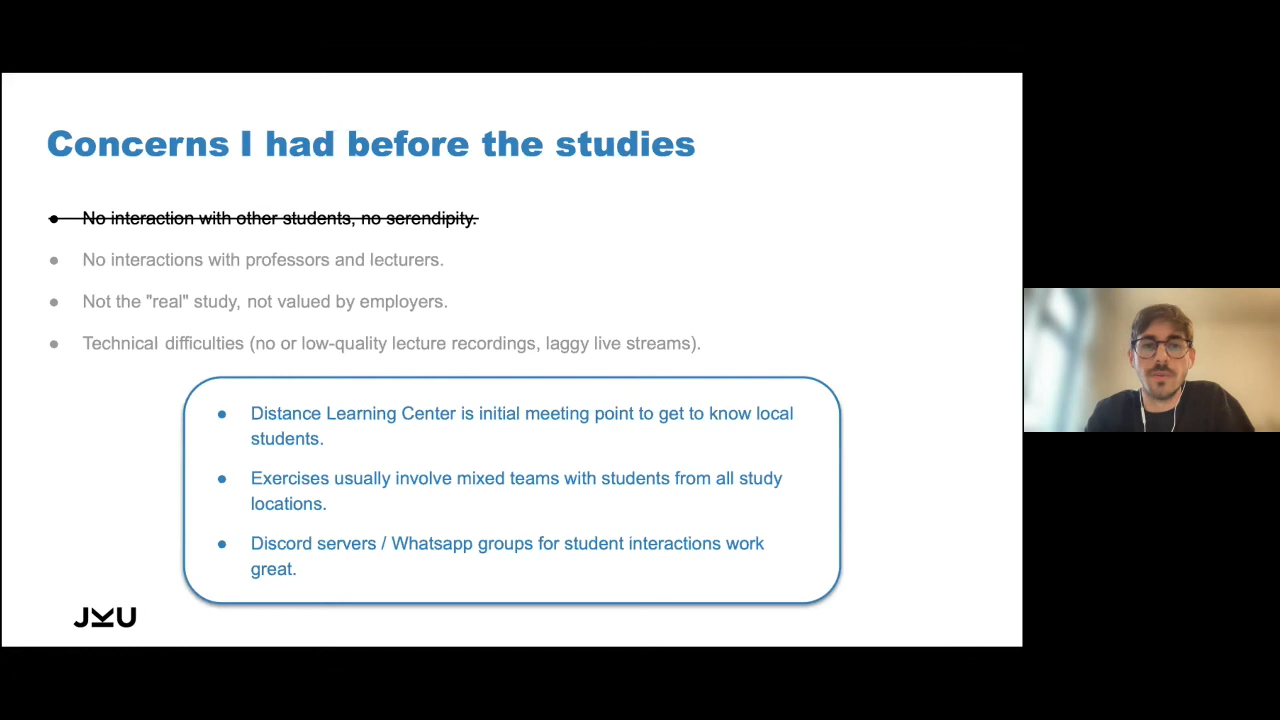 Concerns I had before the studies
● No interaction with other students, no serendipity.
● No interactions with professors and lecturers.
● Not the "real" study, not valued by employers.
● Technical difficulties (no or low-quality lecture recordings, laggy live streams).
● Distance Learning Center is initial meeting point to get to know local
students.
● Exercises usually involve mixed teams with students from all study
locations.
● Discord servers / Whatsapp groups for student interactions work
great.
JKU